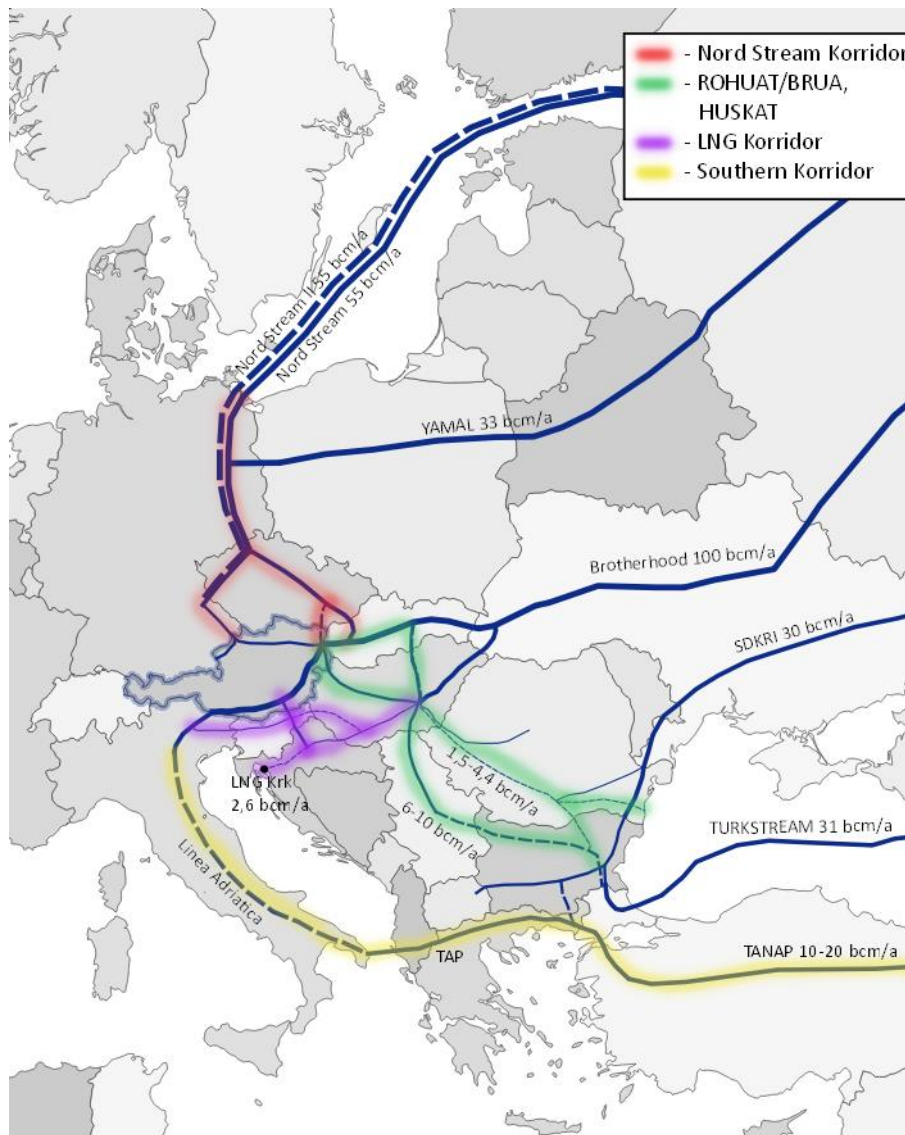 - Nord Stream Korridor
- ROHUAT/BRUA,
HUSKAT
- LNG Korridor
- Southern Korridor
Nord Stream II 55 bcm/a
Nord Stream 55 bcm/a
YAMAL 33 bcm/a
Brotherhood 100 bcm/a
SDKRI 30 bcm/a
LNG Krk
2,6 bcm/a
1,5-4,4 bcm/a
6-10 bcm/a
TURKSTREAM 31 bcm/a
Linea Adriatica
TAP
TANAP 10-20 bcm/a